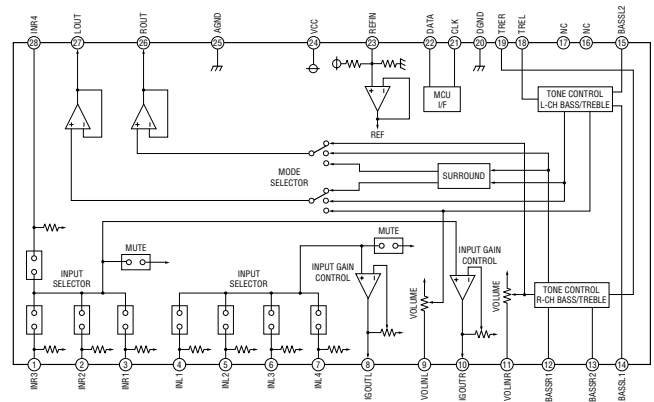 INR4
LOUT
ROUT
AGND
VCC
REFIN
DATA
CLK
DGND
TRER
TREL
NC
NC
BASSL2
28
27
26
25
24
23
22
21
20
19
18
17
16
15
+ −
+ −
+ −
REF
MCU
I/F
TONE CONTROL
L-CH BASS/TREBLE
MODE
SELECTOR
SURROUND
MUTE
MUTE
INPUT
SELECTOR
INPUT
SELECTOR
INPUT GAIN
CONTROL
+ −
VOLUME
INPUT GAIN
CONTROL
+ −
VOLUME
TONE CONTROL
R-CH BASS/TREBLE
1
2
3
4
5
6
7
8
9
10
11
12
13
14
INR3
INR2
INR1
INL1
INL2
INL3
INL4
IGOUTL
VOLINL
IGOUTR
VOLINR
BASSR1
BASSR2
BASSL1